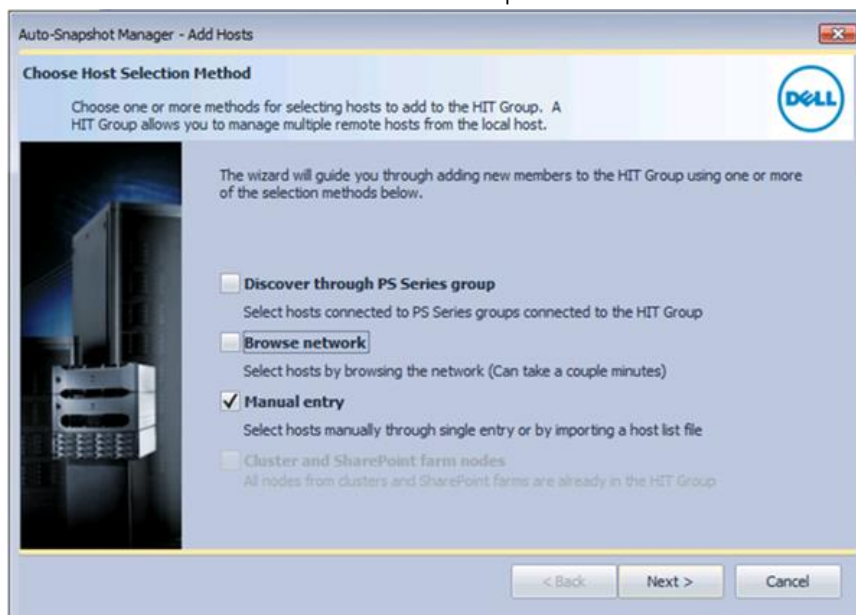 Auto-Snapshot Manager - Add Hosts
Choose Host Selection Method
Choose one or more methods for selecting hosts to add to the HIT Group. A
HIT Group allows you to manage multiple remote hosts from the local host.
DELL
The wizard will guide you through adding new members to the HIT Group using one or more
of the selection methods below.
Discover through PS Series group
Select hosts connected to PS Series groups connected to the HIT Group
Browse network
Select hosts by browsing the network (Can take a couple minutes)
Manual entry
Select hosts manually through single entry or by importing a host list file
Cluster and SharePoint farm nodes
All nodes from clusters and SharePoint farms are already in the HIT Group
< Back
Next >
Cancel